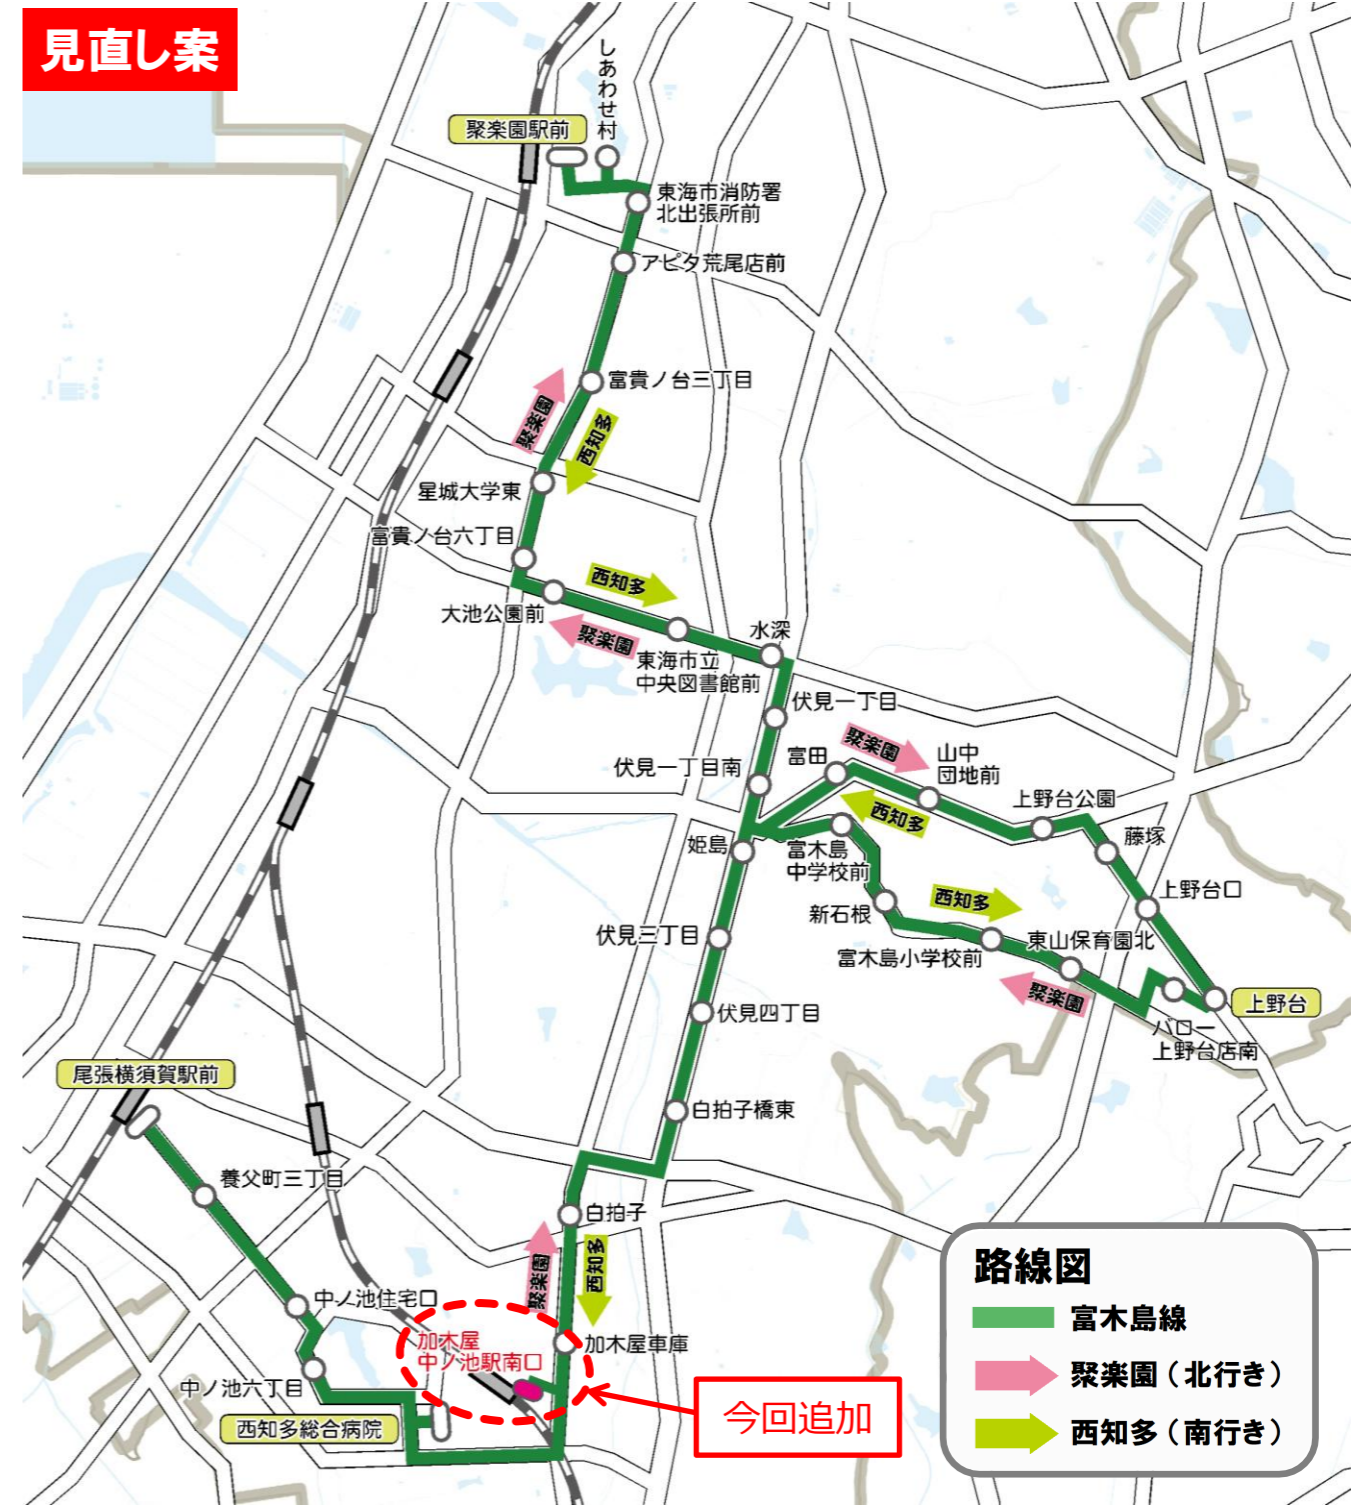 見直し案
しあわせ村
聚楽園駅前
東海市消防署
北出張所前
アピタ荒尾店前
富貴ノ台三丁目
聚楽園
西知多
星城大学東
富貴ノ台六丁目
西知多
大池公園前
聚楽園
水深
東海市立
中央図書館前
伏見一丁目
聚楽園
富田
山中
団地前
伏見一丁目南
上野台公園
西知多
藤塚
姫島
富木島
中学校前
上野台口
西知多
新石根
伏見三丁目
東山保育園北
富木島小学校前
聚楽園
上野台
伏見四丁目
バロー
上野台店南
尾張横須賀駅前
白拍子橋東
養父町三丁目
白拍子
聚楽園
西知多
中ノ池住宅口
加木屋
中ノ池駅南口
加木屋車庫
中ノ池六丁目
西知多総合病院
今回追加
路線図
富木島線
聚楽園（北行き）
西知多（南行き）